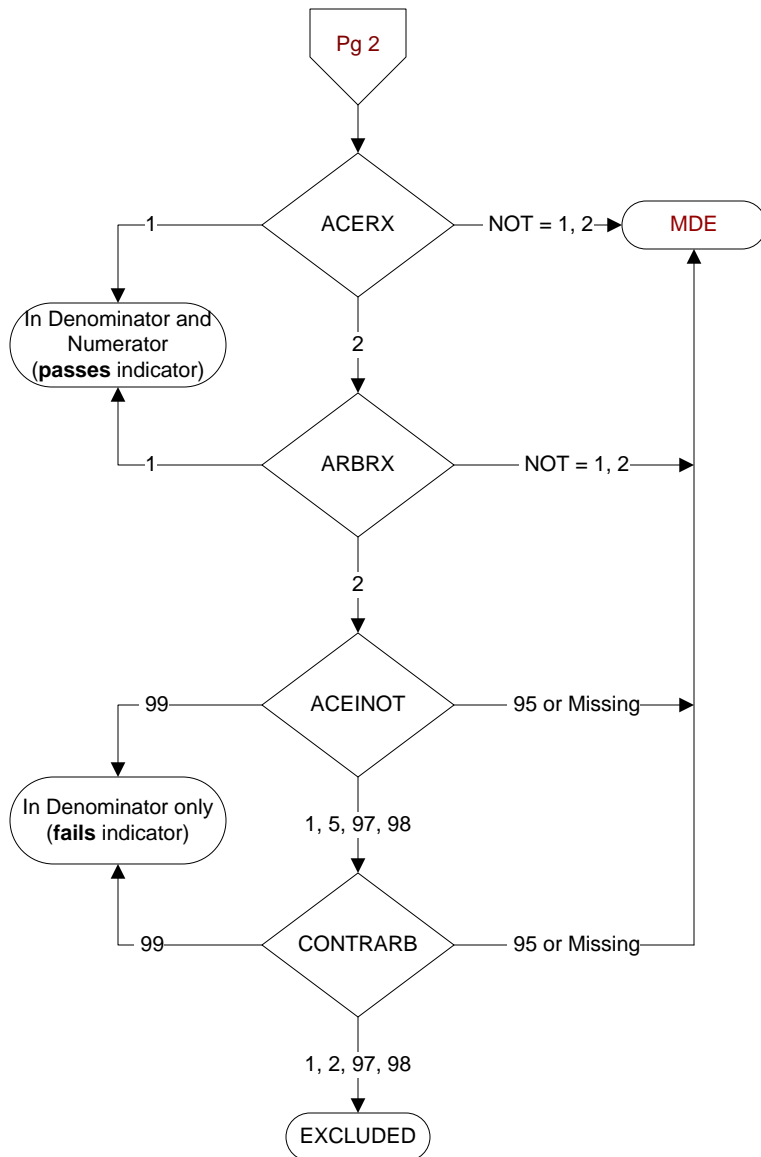 Pg 2
ACERX
1
NOT = 1, 2
MDE
In Denominator and
Numerator
(passes indicator)
2
ARBRX
1
NOT = 1, 2
2
ACEINOT
99
95 or Missing
In Denominator only
(fails indicator)
1, 5, 97, 98
CONTRARB
99
95 or Missing
1, 2, 97, 98
EXCLUDED